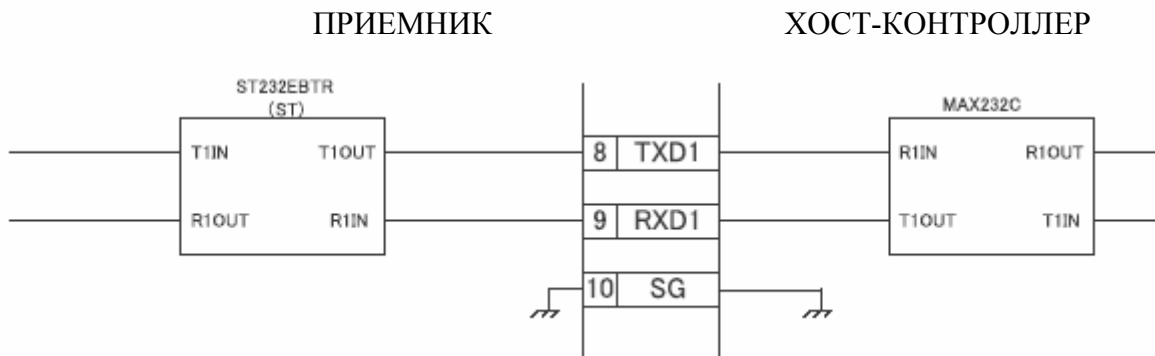 ПРИЕМНИК ХОСТ-КОНТРОЛЛЕР
ST232EBTR
(ST)
MAX232C
T1IN T1OUT 8 TXD1 R1IN R1OUT
R1OUT R1IN 9 RXD1 T1OUT T1IN
10 SG